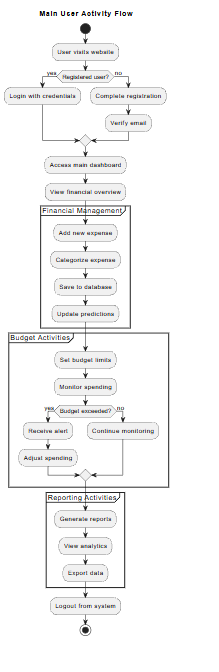 Main User Activity Flow
User visits website
yes
Registered user?
no
Login with credentials
Complete registration
Verify email
Access main dashboard
View financial overview
Financial Management
Add new expense
Categorize expense
Save to database
Update predictions
Budget Activities
Set budget limits
Monitor spending
yes
Budget exceeded?
no
Receive alert
Continue monitoring
Adjust spending
Reporting Activities
Generate reports
View analytics
Export data
Logout from system